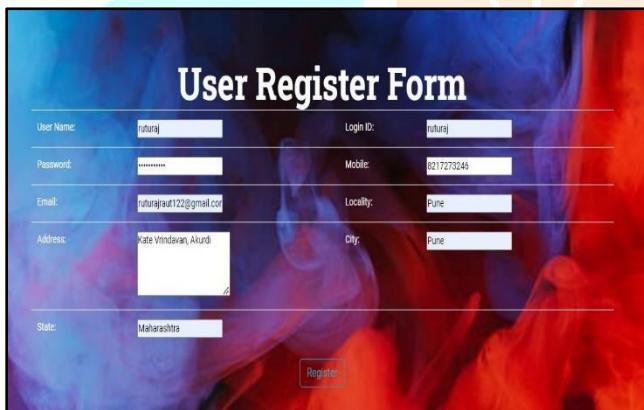 User Register Form
User Name: ruturaj Login ID: ruturaj
Password: ••••••••••• Mobile: 8217273246
Email: ruturajraut122@gmail.com Locality: Pune
Address: Kate Vrindavan, Akurdi City: Pune
State: Maharashtra
Register